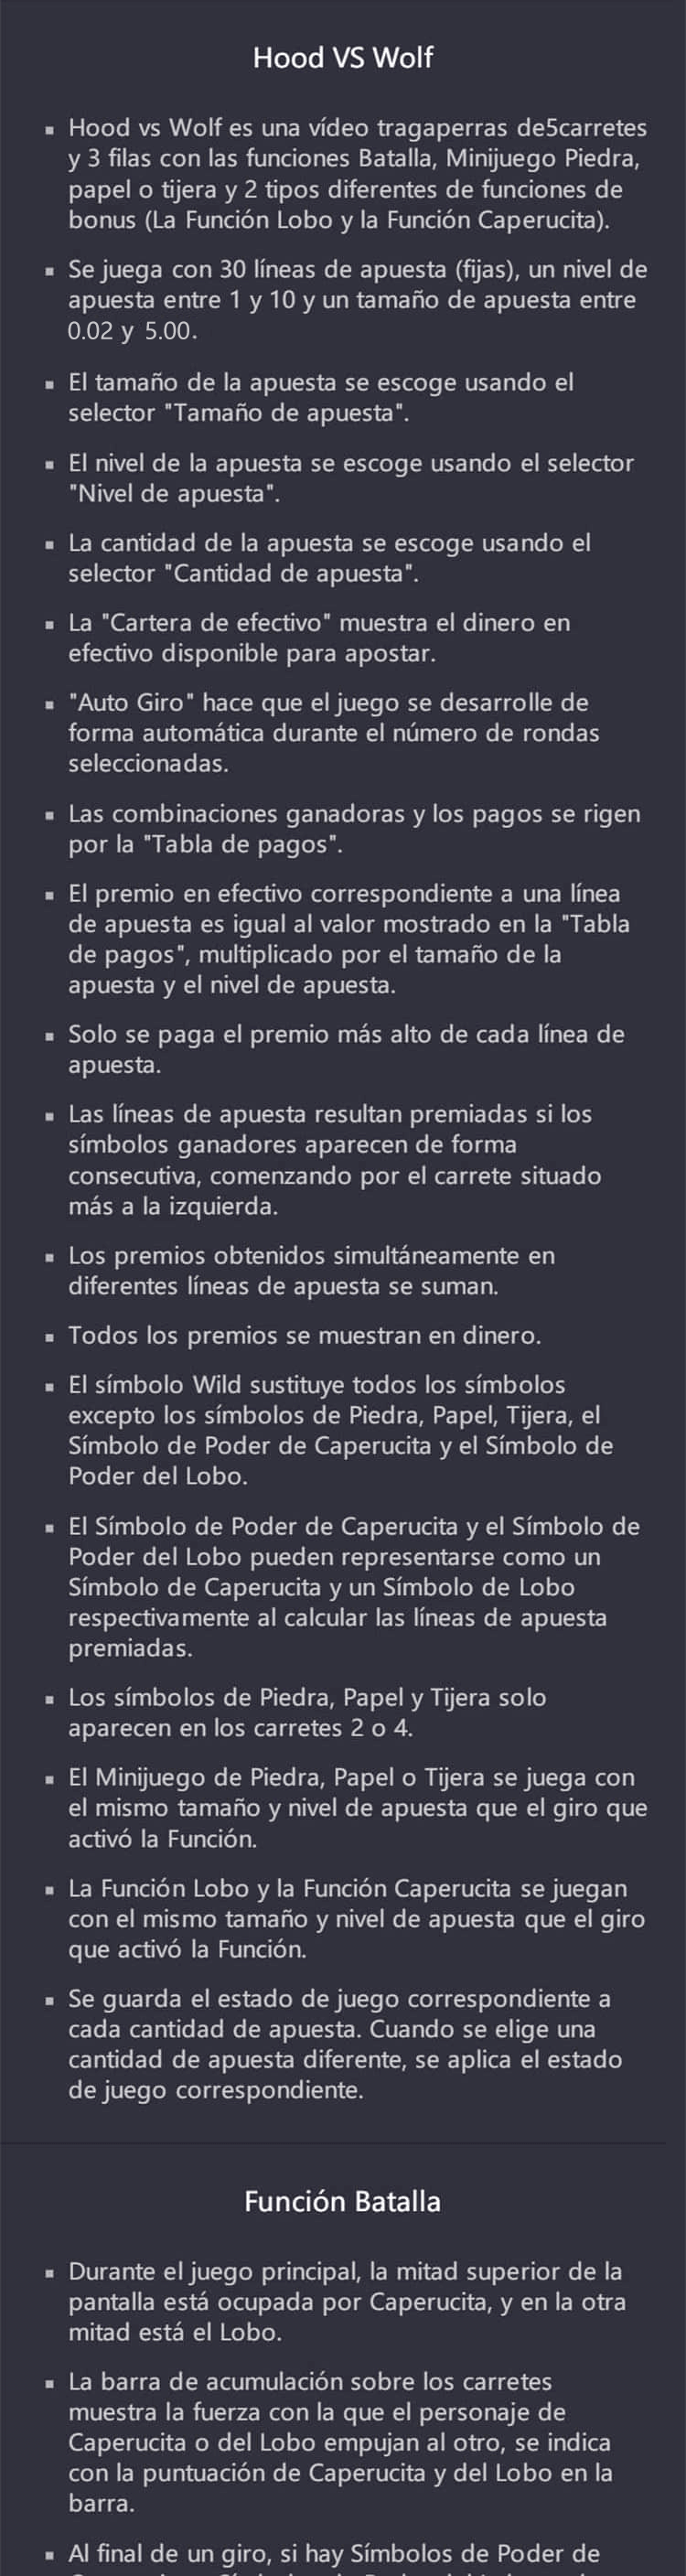 Hood VS Wolf
▪ Hood vs Wolf es una vídeo tragaperras de5carretes
y 3 filas con las funciones Batalla, Minijuego Piedra,
papel o tijera y 2 tipos diferentes de funciones de
bonus (La Función Lobo y la Función Caperucita).
▪ Se juega con 30 líneas de apuesta (fijas), un nivel de
apuesta entre 1 y 10 y un tamaño de apuesta entre
0.02 y 5.00.
▪ El tamaño de la apuesta se escoge usando el
selector "Tamaño de apuesta".
▪ El nivel de la apuesta se escoge usando el selector
"Nivel de apuesta".
▪ La cantidad de la apuesta se escoge usando el
selector "Cantidad de apuesta".
▪ La "Cartera de efectivo" muestra el dinero en
efectivo disponible para apostar.
▪ "Auto Giro" hace que el juego se desarrolle de
forma automática durante el número de rondas
seleccionadas.
▪ Las combinaciones ganadoras y los pagos se rigen
por la "Tabla de pagos".
▪ El premio en efectivo correspondiente a una línea
de apuesta es igual al valor mostrado en la "Tabla
de pagos", multiplicado por el tamaño de la
apuesta y el nivel de apuesta.
▪ Solo se paga el premio más alto de cada línea de
apuesta.
▪ Las líneas de apuesta resultan premiadas si los
símbolos ganadores aparecen de forma
consecutiva, comenzando por el carrete situado
más a la izquierda.
▪ Los premios obtenidos simultáneamente en
diferentes líneas de apuesta se suman.
▪ Todos los premios se muestran en dinero.
▪ El símbolo Wild sustituye todos los símbolos
excepto los símbolos de Piedra, Papel, Tijera, el
Símbolo de Poder de Caperucita y el Símbolo de
Poder del Lobo.
▪ El Símbolo de Poder de Caperucita y el Símbolo de
Poder del Lobo pueden representarse como un
Símbolo de Caperucita y un Símbolo de Lobo
respectivamente al calcular las líneas de apuesta
premiadas.
▪ Los símbolos de Piedra, Papel y Tijera solo
aparecen en los carretes 2 o 4.
▪ El Minijuego de Piedra, Papel o Tijera se juega con
el mismo tamaño y nivel de apuesta que el giro que
activó la Función.
▪ La Función Lobo y la Función Caperucita se juegan
con el mismo tamaño y nivel de apuesta que el giro
que activó la Función.
▪ Se guarda el estado de juego correspondiente a
cada cantidad de apuesta. Cuando se elige una
cantidad de apuesta diferente, se aplica el estado
de juego correspondiente.
Función Batalla
▪ Durante el juego principal, la mitad superior de la
pantalla está ocupada por Caperucita, y en la otra
mitad está el Lobo.
▪ La barra de acumulación sobre los carretes
muestra la fuerza con la que el personaje de
Caperucita o del Lobo empujan al otro, se indica
con la puntuación de Caperucita y del Lobo en la
barra.
▪ Al final de un giro, si hay Símbolos de Poder de